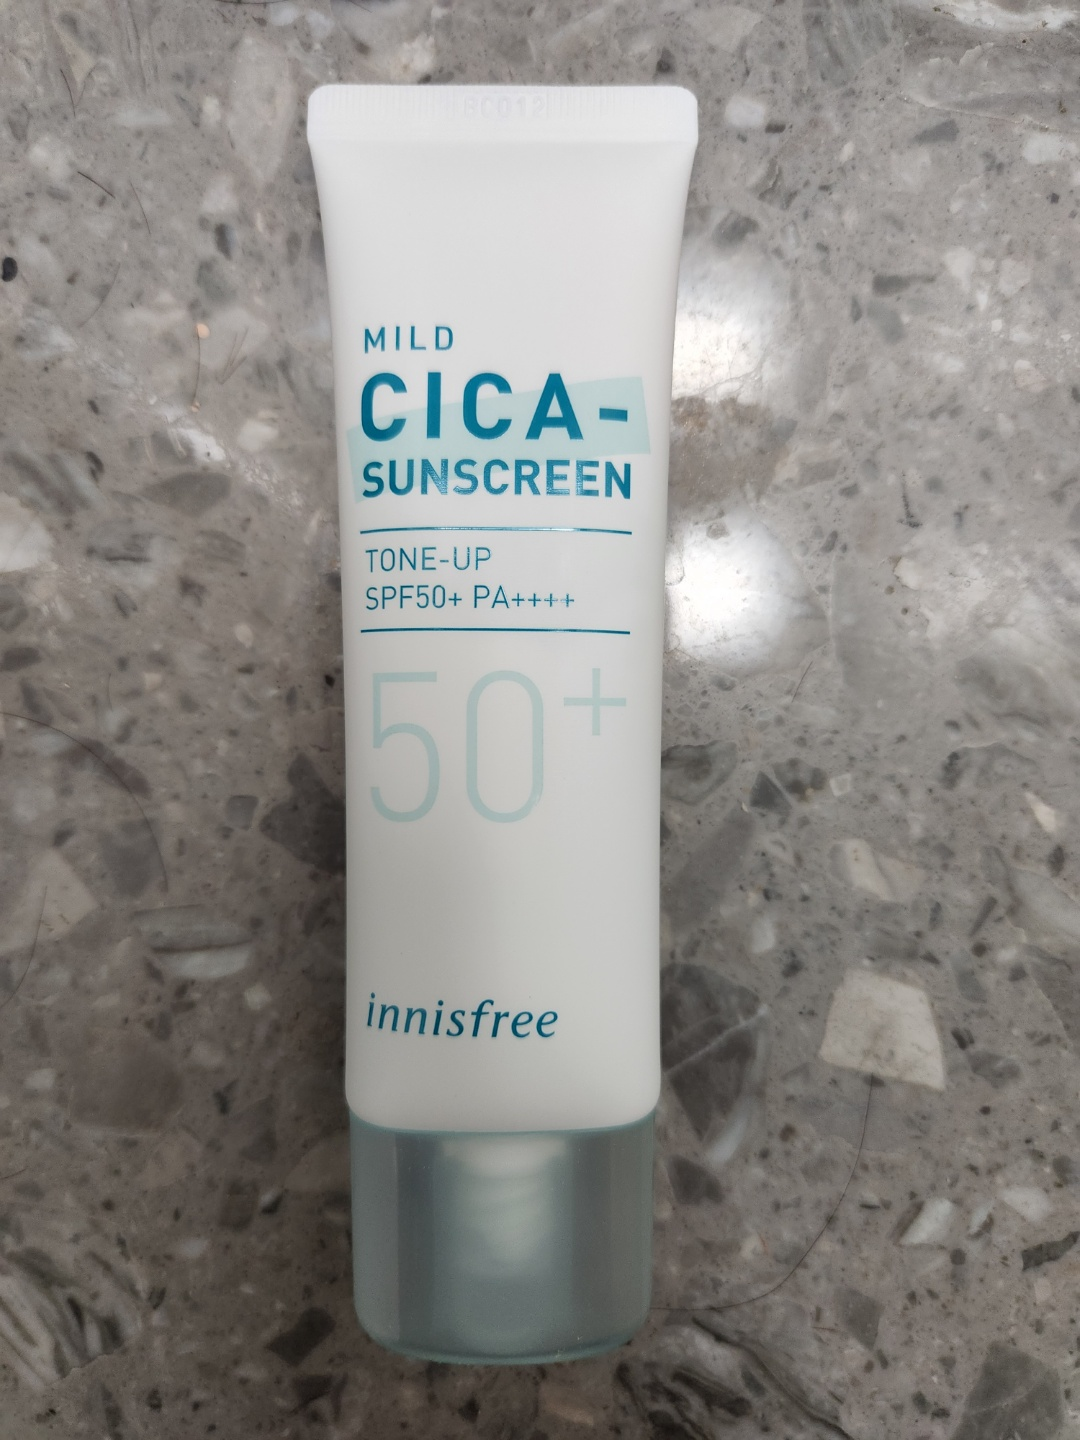 MILD
CICA-
SUNSCREEN
TONE-UP
SPF50+ PA++++
50+
innisfree